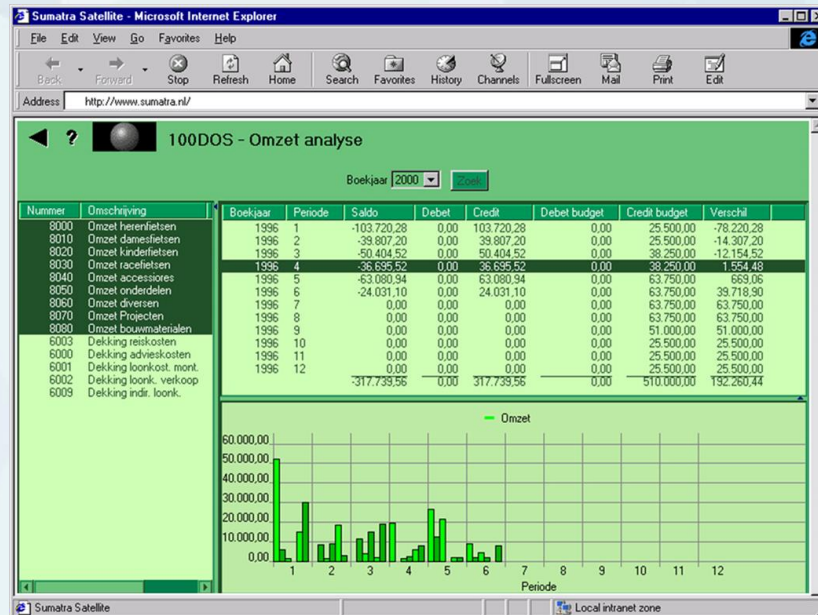 Sumatra Satellite - Microsoft Internet Explorer
File Edit View Go Favorites Help
Back Forward Stop Refresh Home Search Favorites History Channels Fullscreen Mail Print Edit
Address http://www.sumatra.nl/
? 100DOS - Omzet analyse
Boekjaar 2000 Zoek
Nummer Omschrijving
8000 Omzet herenfietsen
8010 Omzet damesfietsen
8020 Omzet kinderfietsen
8030 Omzet racefietsen
8040 Omzet accessiores
8050 Omzet onderdelen
8060 Omzet diversen
8070 Omzet Projecten
8080 Omzet bouwmaterialen
6003 Dekking reiskosten
6000 Dekking advieskosten
6001 Dekking loonkost. mont.
6002 Dekking loonk. verkoop
6009 Dekking indir. loonk.
Boekjaar Periode Saldo Debet Credit Debet budget Credit budget Verschil
1996 1 -103.720,28 0,00 103.720,28 0,00 25.500,00 -78.220,28
1996 2 -39.807,20 0,00 39.807,20 0,00 25.500,00 -14.307,20
1996 3 -50.404,52 0,00 50.404,52 0,00 38.250,00 -12.154,52
1996 4 -36.695,52 0,00 36.695,52 0,00 38.250,00 1.554,48
1996 5 -63.080,94 0,00 63.080,94 0,00 63.750,00 669,06
1996 6 -24.031,10 0,00 24.031,10 0,00 63.750,00 39.718,90
1996 7 0,00 0,00 0,00 0,00 63.750,00 63.750,00
1996 8 0,00 0,00 0,00 0,00 63.750,00 63.750,00
1996 9 0,00 0,00 0,00 0,00 51.000,00 51.000,00
1996 10 0,00 0,00 0,00 0,00 25.500,00 25.500,00
1996 11 0,00 0,00 0,00 0,00 25.500,00 25.500,00
1996 12 0,00 0,00 0,00 0,00 25.500,00 25.500,00
-317.739,56 0,00 317.739,56 0,00 510.000,00 192.260,44
Omzet
60.000,00
50.000,00
40.000,00
30.000,00
20.000,00
10.000,00
0,00
1 2 3 4 5 6 7 8 9 10 11 12
Periode
Sumatra Satellite Local intranet zone